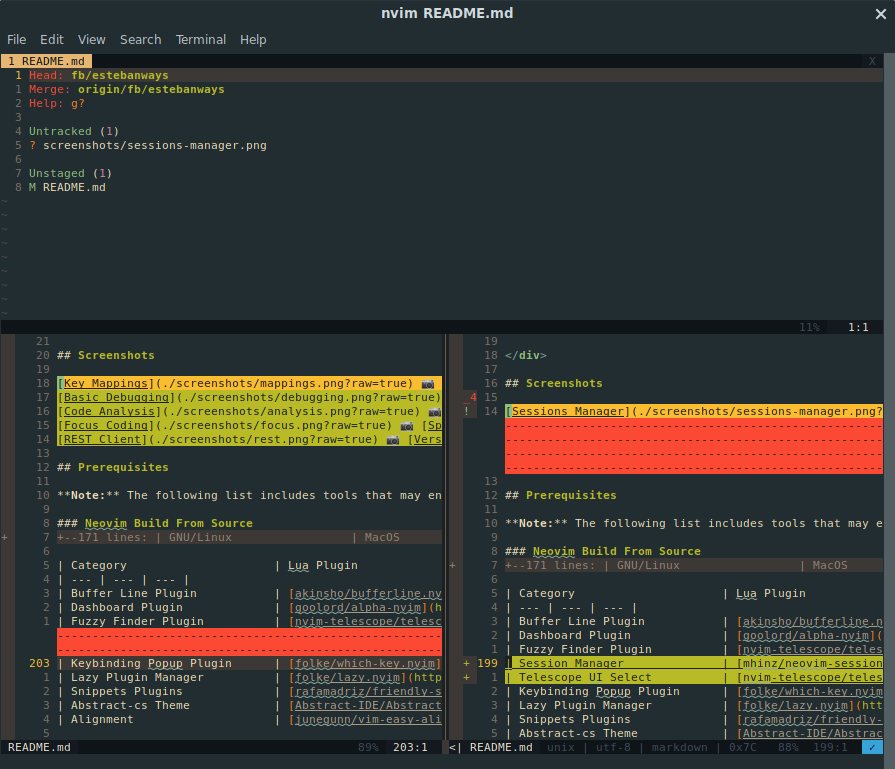 nvim README.md
File Edit View Search Terminal Help
1 README.md X
1 Head: fb/estebanways
1 Merge: origin/fb/estebanways
2 Help: g?
3
4 Untracked (1)
5 ? screenshots/sessions-manager.png
6
7 Unstaged (1)
8 M README.md
11% 1:1
21
20 ## Screenshots
19
18 [Key Mappings](./screenshots/mappings.png?raw=true) 📷
17 [Basic Debugging](./screenshots/debugging.png?raw=true)
16 [Code Analysis](./screenshots/analysis.png?raw=true) 📷
15 [Focus Coding](./screenshots/focus.png?raw=true) 📷 [Sp
14 [REST Client](./screenshots/rest.png?raw=true) 📷 [Vers
13
12 ## Prerequisites
11
10 **Note:** The following list includes tools that may en
9
8 ### Neovim Build From Source
+ 7 +--171 lines: | GNU/Linux | MacOS
6
5 | Category | Lua Plugin
4 | --- | --- | --- |
3 | Buffer Line Plugin | [akinsho/bufferline.nv
2 | Dashboard Plugin | [goolord/alpha-nvim](h
1 | Fuzzy Finder Plugin | [nvim-telescope/telesc
203 | Keybinding Popup Plugin | [folke/which-key.nvim]
1 | Lazy Plugin Manager | [folke/lazy.nvim](http
2 | Snippets Plugins | [rafamadriz/friendly-s
3 | Abstract-cs Theme | [Abstract-IDE/Abstract
4 | Alignment | [junegunn/vim-easy-ali
5
README.md 89% 203:1
19
18 </div>
17
16 ## Screenshots
_4 15
! 14 [Sessions Manager](./screenshots/sessions-manager.png?
13
12 ## Prerequisites
11
10 **Note:** The following list includes tools that may e
9
8 ### Neovim Build From Source
+ 7 +--171 lines: | GNU/Linux | MacOS
6
5 | Category | Lua Plugin
4 | --- | --- | --- |
3 | Buffer Line Plugin | [akinsho/bufferline.n
2 | Dashboard Plugin | [goolord/alpha-nvim](
1 | Fuzzy Finder Plugin | [nvim-telescope/teles
+ 199 | Session Manager | [mhinz/neovim-session
+ 1 | Telescope UI Select | [nvim-telescope/teles
2 | Keybinding Popup Plugin | [folke/which-key.nvim
3 | Lazy Plugin Manager | [folke/lazy.nvim](htt
4 | Snippets Plugins | [rafamadriz/friendly-
5 | Abstract-cs Theme | [Abstract-IDE/Abstrac
<| README.md unix | utf-8 | markdown | 0x7C 88% 199:1 ✓